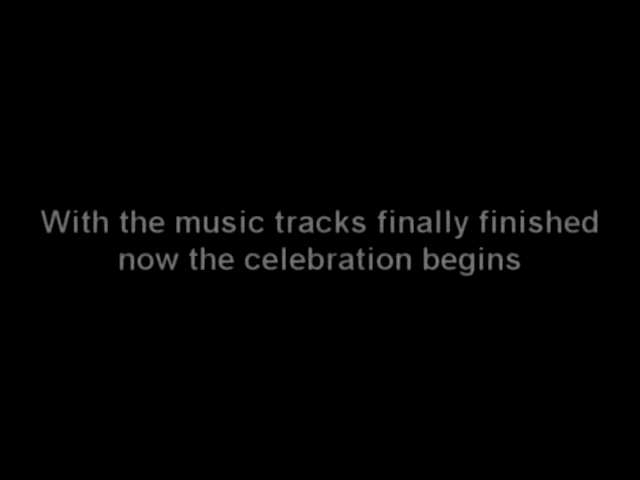 With the music tracks finally finished
now the celebration begins